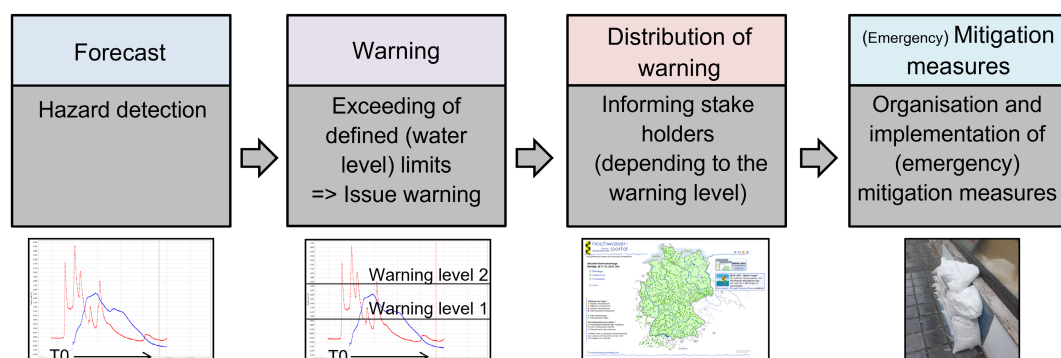 Forecast
Hazard detection
Warning
Exceeding of
defined (water
level) limits
=> Issue warning
Distribution of
warning
Informing stake
holders
(depending to the
warning level)
(Emergency) Mitigation
measures
Organisation and
implementation of
(emergency)
mitigation measures
T0
Warning level 2
Warning level 1
T0
Hochwasser-
portal